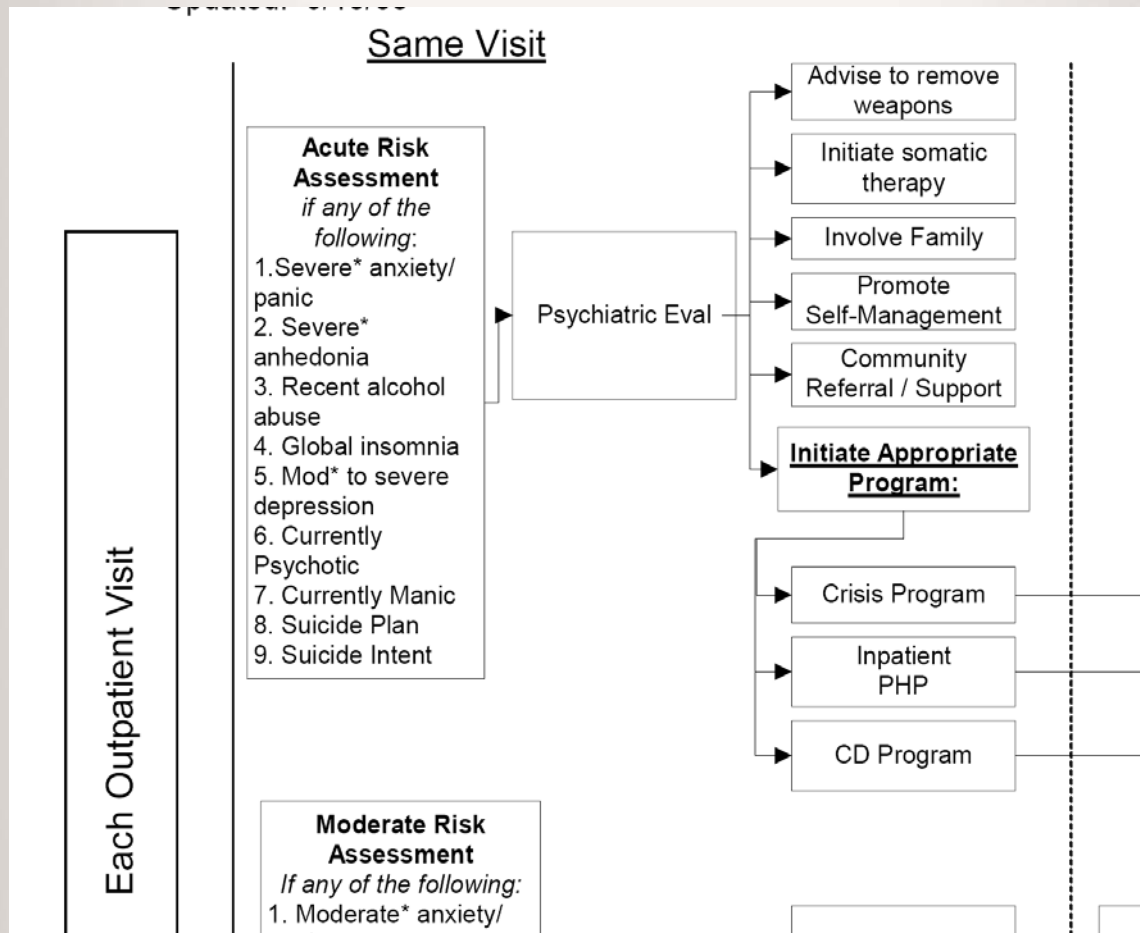 Same Visit
Each Outpatient Visit
Acute Risk
Assessment
if any of the
following:
1.Severe* anxiety/
panic
2. Severe*
anhedonia
3. Recent alcohol
abuse
4. Global insomnia
5. Mod* to severe
depression
6. Currently
Psychotic
7. Currently Manic
8. Suicide Plan
9. Suicide Intent
Psychiatric Eval
Advise to remove
weapons
Initiate somatic
therapy
Involve Family
Promote
Self-Management
Community
Referral / Support
Initiate Appropriate
Program:
Crisis Program
Inpatient
PHP
CD Program
Moderate Risk
Assessment
If any of the following:
1. Moderate* anxiety/